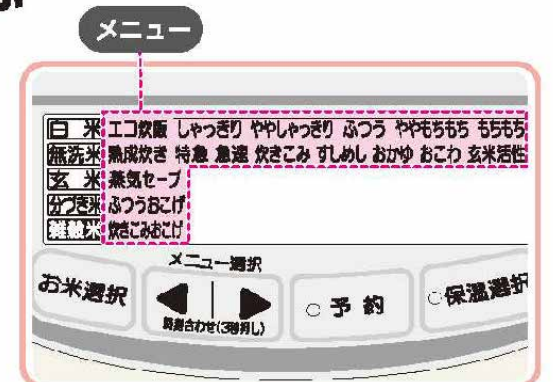 メニュー
白米 エコ炊飯 しゃっきり ややしゃっきり ふつう ややもちもち もちもち
無洗米 熟成炊き 特急 急速 炊きこみ すしめし おかゆ おこわ 玄米活性
玄米 蒸気セーブ
分づき米 ふつうおこげ
雑穀米 炊きこみおこげ
メニュー選択
お米選択
時刻合わせ(3秒押し)
予約
保温選択